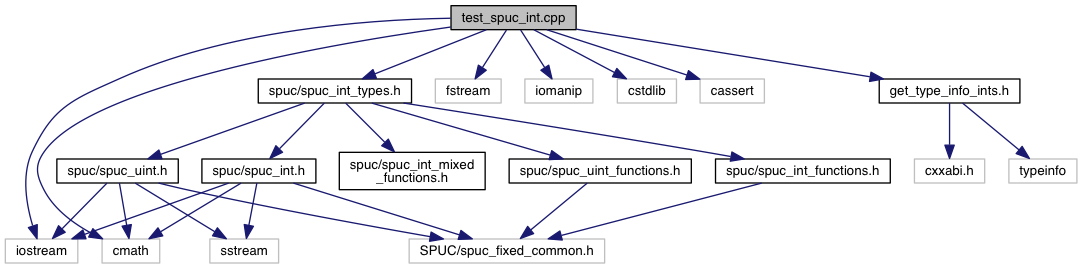 test_spuc_int.cpp
spuc/spuc_int_types.h
fstream
iomanip
cstdlib
cassert
get_type_info_ints.h
spuc/spuc_uint.h
spuc/spuc_int.h
spuc/spuc_int_mixed
_functions.h
spuc/spuc_uint_functions.h
spuc/spuc_int_functions.h
cxxabi.h
typeinfo
iostream
cmath
sstream
SPUC/spuc_fixed_common.h